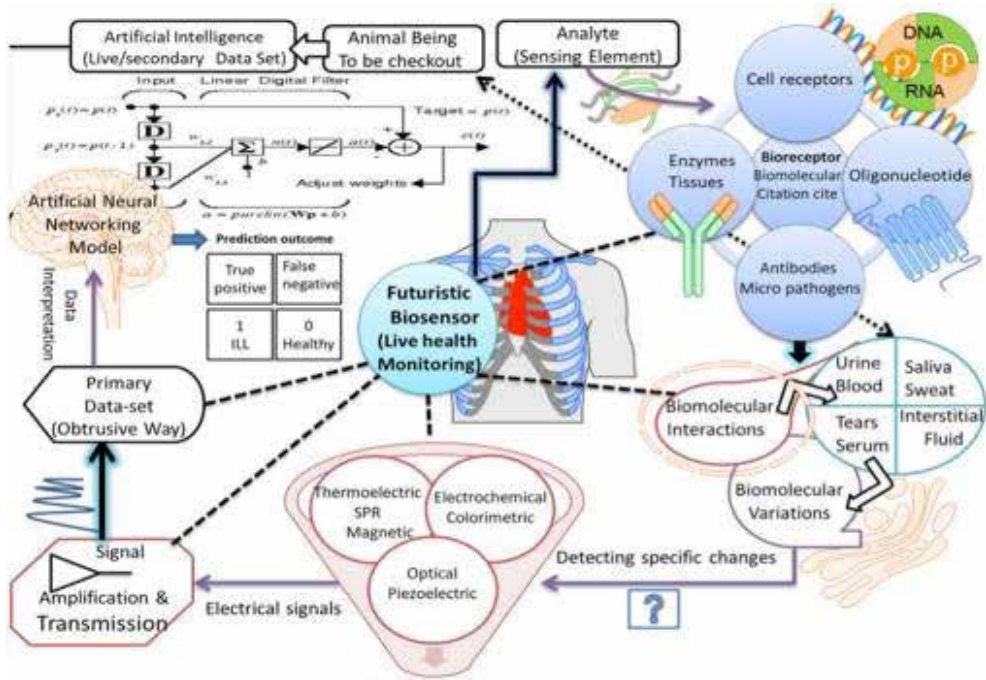 Artificial Intelligence
(Live/secondary Data Set)
Animal Being
To be checkout
Analyte
(Sensing Element)
Cell receptors
DNA
p
p
RNA
Enzymes
Tissues
Bioreceptor
Biomolecular
Citation cite
Oligonucleotide
Antibodies
Micro pathogens
Input
Linear Digital Filter
Target = p(t)
D
D
Σ
n(t)
a(t)
e(t)
b
+
-
Adjust weights
a = purelin(Wp + b)
Artificial Neural
Networking
Model
Prediction outcome
True
positive
False
negative
1
ILL
0
Healthy
Data
Interpretation
Futuristic
Biosensor
(Live health
Monitoring)
Primary
Data-set
(Obtrusive Way)
Biomolecular
Interactions
Urine
Blood
Saliva
Sweat
Tears
Serum
Interstitial
Fluid
Biomolecular
Variations
Thermoelectric
SPR
Magnetic
Electrochemical
Colorimetric
Optical
Piezoelectric
Detecting specific changes
?
Electrical signals
Signal
Amplification &
Transmission